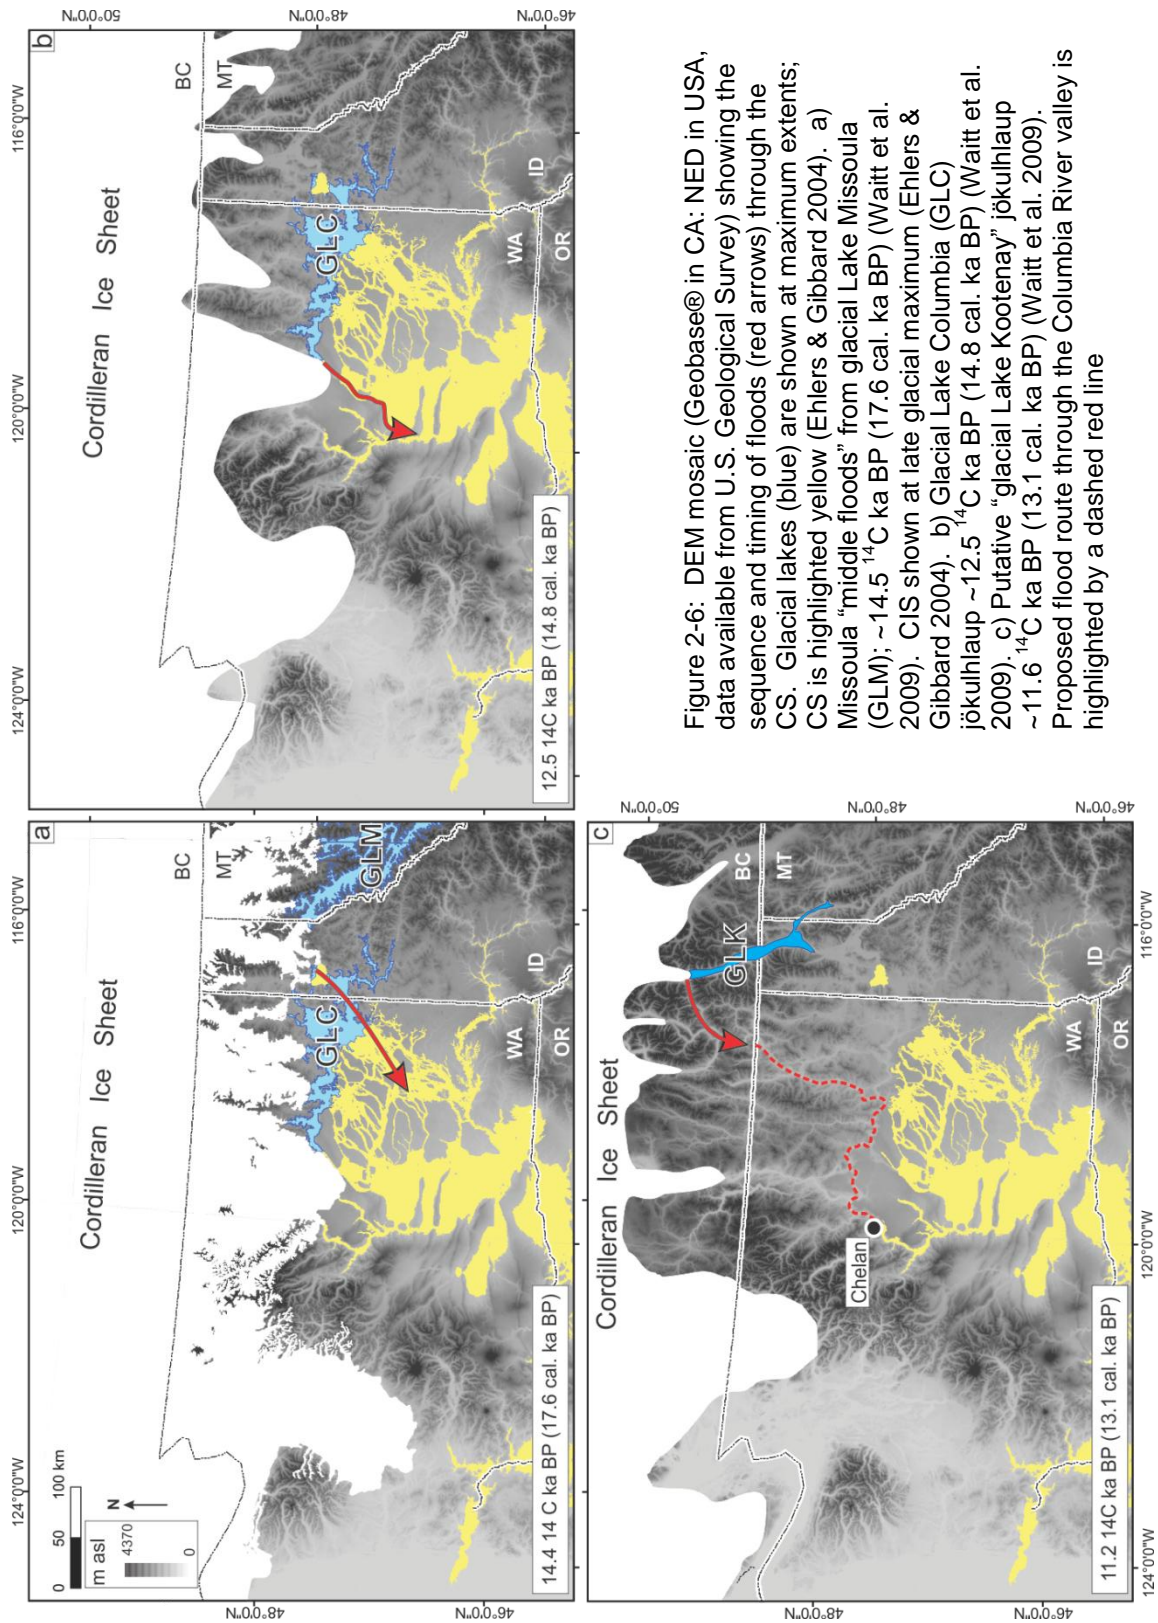 124°0'0"W
120°0'0"W
116°0'0"W
a
0 50 100 km
m asl
4370
0
N
Cordilleran Ice Sheet
BC
MT
GLC
GLM
WA
OR
ID
14.4 14 C ka BP (17.6 cal. ka BP)
48°0'0"N
46°0'0"N
124°0'0"W
120°0'0"W
116°0'0"W
b
Cordilleran Ice Sheet
BC
MT
GLC
WA
OR
ID
12.5 14C ka BP (14.8 cal. ka BP)
50°0'0"N
48°0'0"N
46°0'0"N
c
Cordilleran Ice Sheet
BC
MT
GLK
Chelan
WA
OR
ID
11.2 14C ka BP (13.1 cal. ka BP)
48°0'0"N
46°0'0"N
50°0'0"N
48°0'0"N
46°0'0"N
124°0'0"W
120°0'0"W
116°0'0"W
Figure 2-6: DEM mosaic (Geobase® in CA: NED in USA,
data available from U.S. Geological Survey) showing the
sequence and timing of floods (red arrows) through the
CS. Glacial lakes (blue) are shown at maximum extents;
CS is highlighted yellow (Ehlers & Gibbard 2004). a)
Missoula “middle floods” from glacial Lake Missoula
(GLM); ~14.5 ¹⁴C ka BP (17.6 cal. ka BP) (Waitt et al.
2009). CIS shown at late glacial maximum (Ehlers &
Gibbard 2004). b) Glacial Lake Columbia (GLC)
jökulhlaup ~12.5 ¹⁴C ka BP (14.8 cal. ka BP) (Waitt et al.
2009). c) Putative “glacial Lake Kootenay” jökulhlaup
~11.6 ¹⁴C ka BP (13.1 cal. ka BP) (Waitt et al. 2009).
Proposed flood route through the Columbia River valley is
highlighted by a dashed red line